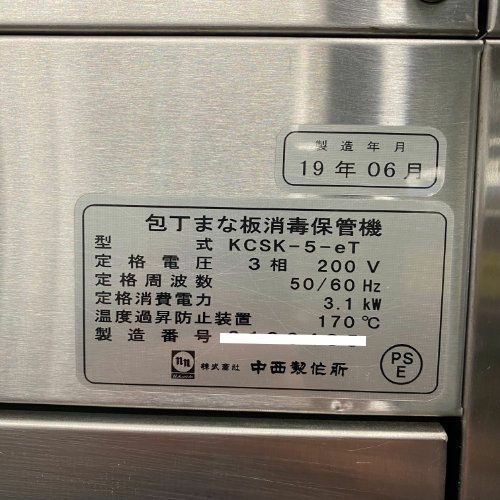 製造年月
19年06月
包丁まな板消毒保管機
型式 KCSK-5-eT
定格電圧 3相 200 V
定格周波数 50/60 Hz
定格消費電力 3.1 kW
温度過昇防止装置 170℃
製造番号
株式會社 中西製作所
PS
E